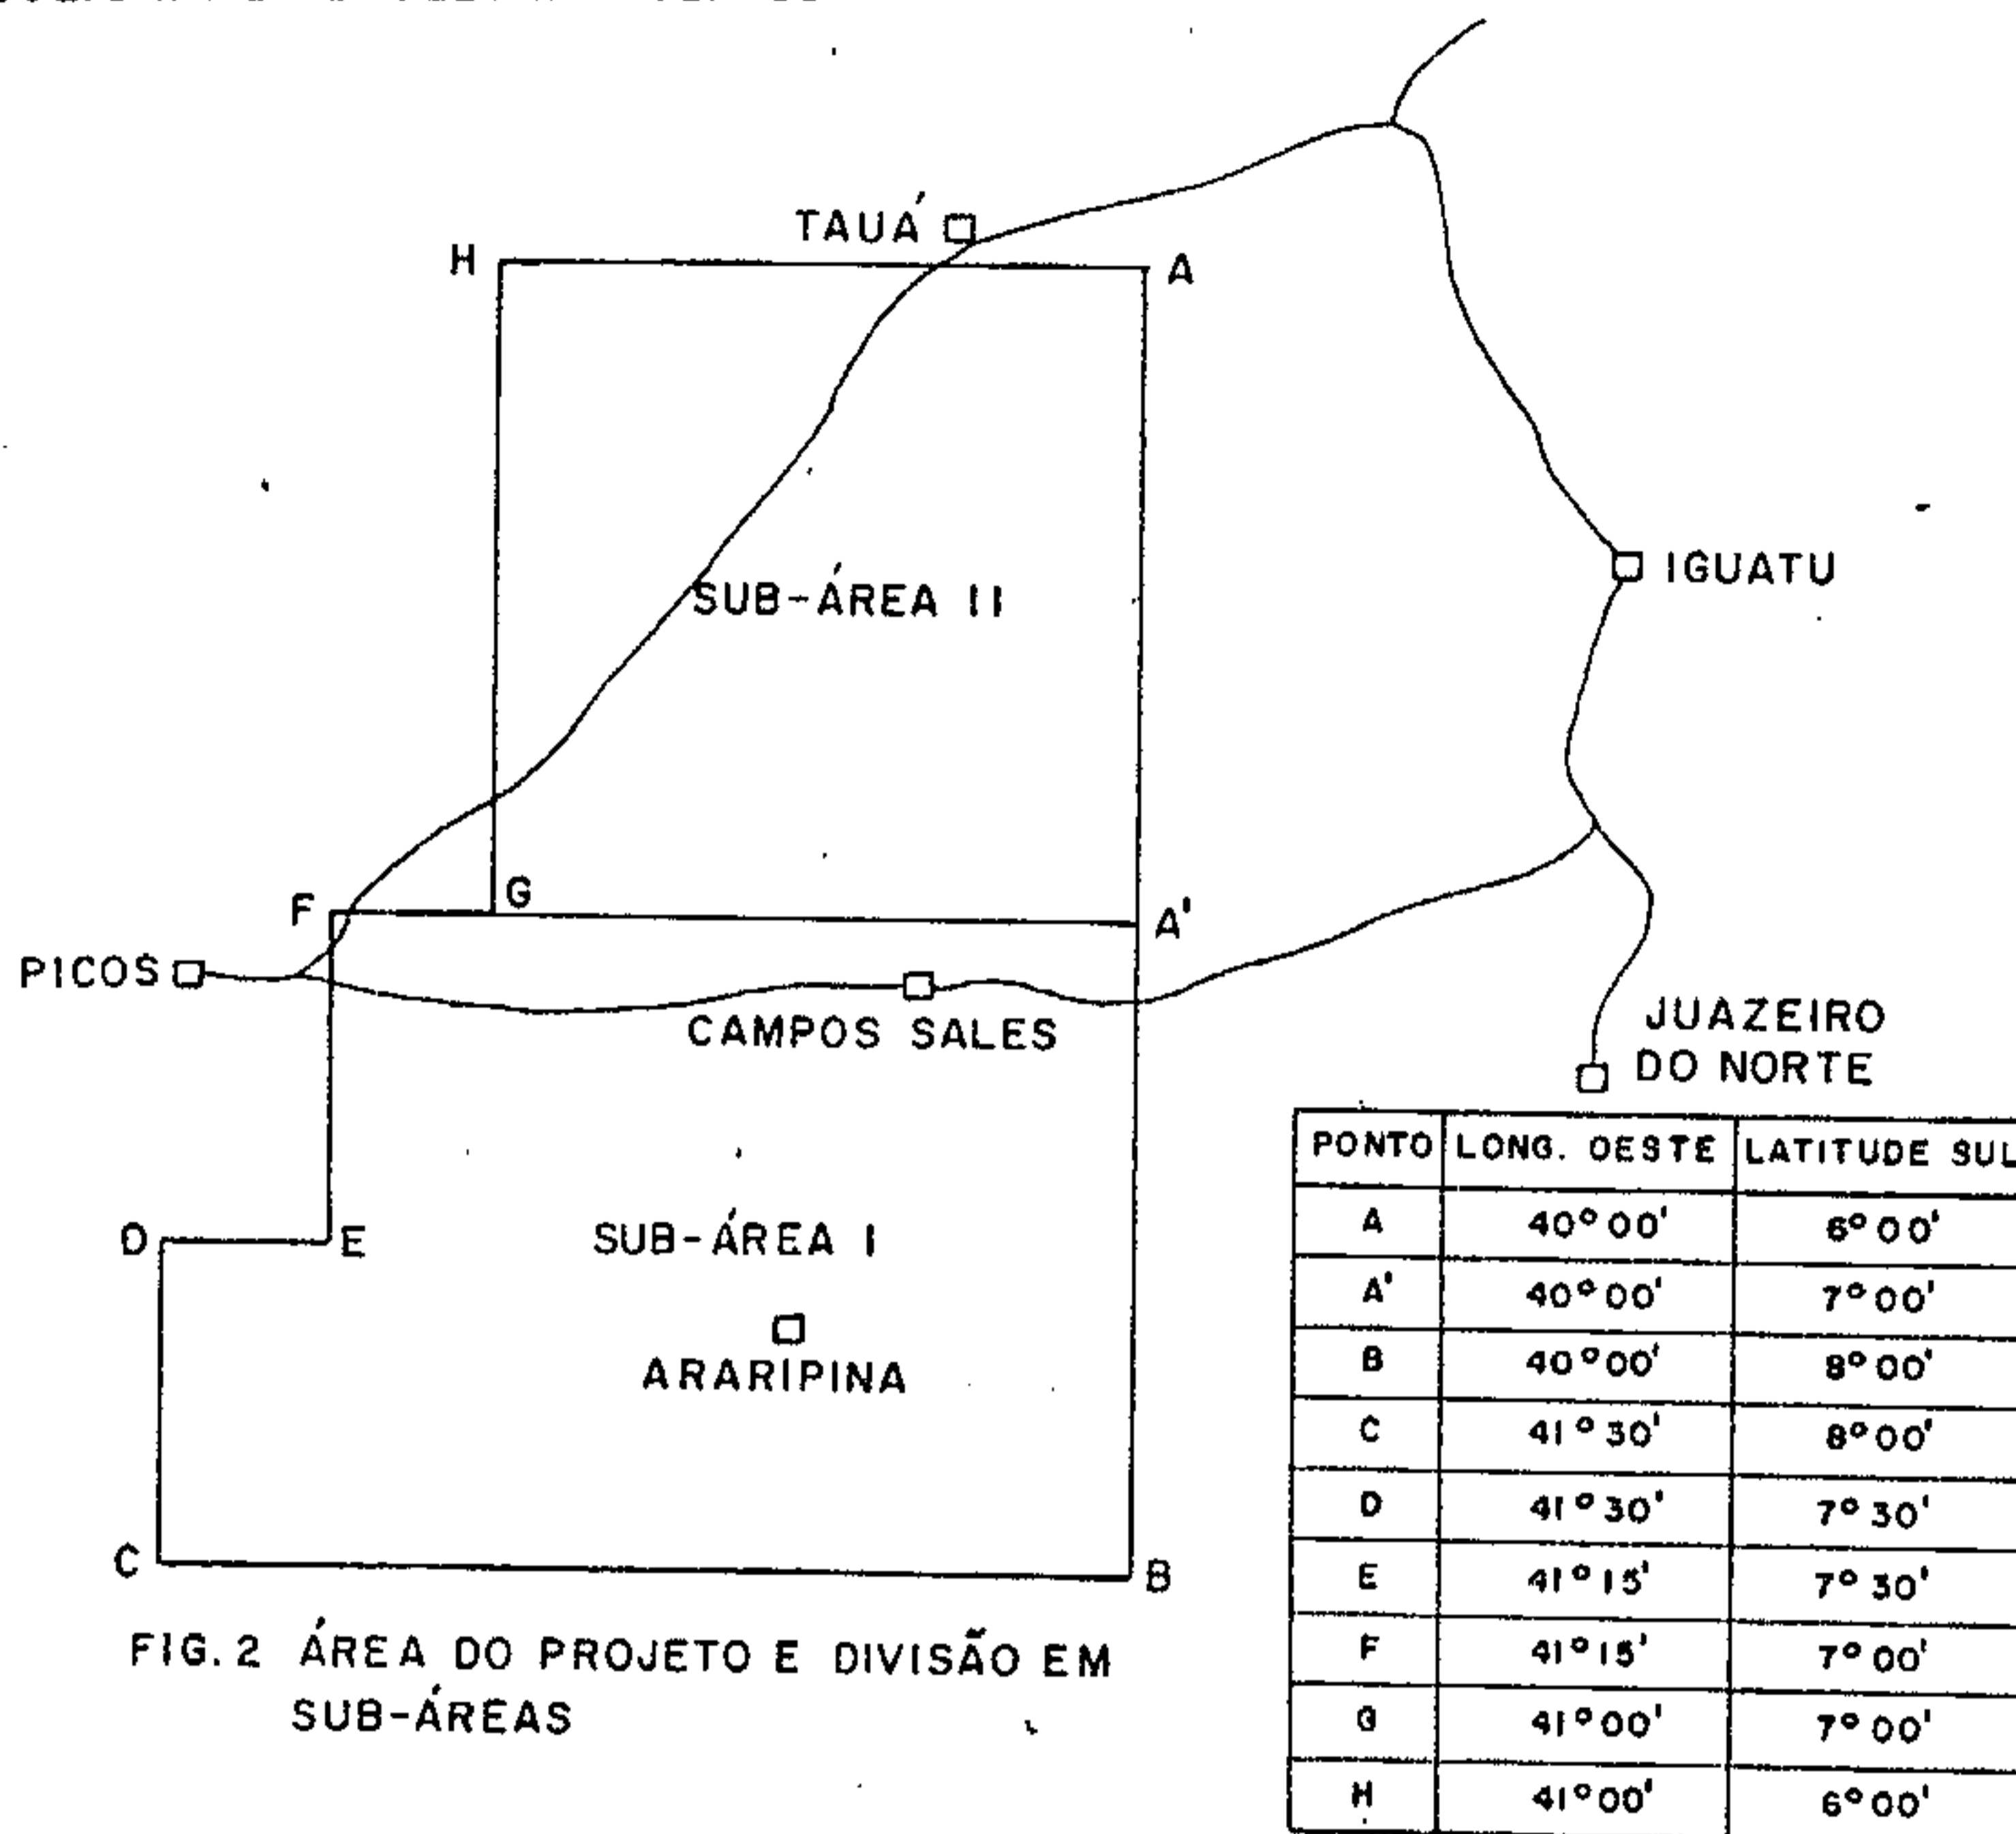 TAUÁ
H
A
SUB-ÁREA II
IGUATU
F
G
A'
PICOS
CAMPOS SALES
JUAZEIRO
DO NORTE
D
E
SUB-ÁREA I
ARARIPINA
C
B
FIG. 2 ÁREA DO PROJETO E DIVISÃO EM
SUB-ÁREAS
PONTO LONG. OESTE LATITUDE SUL
A 40°00' 6°00'
A' 40°00' 7°00'
B 40°00' 8°00'
C 41°30' 8°00'
D 41°30' 7°30'
E 41°15' 7°30'
F 41°15' 7°00'
G 41°00' 7°00'
H 41°00' 6°00'